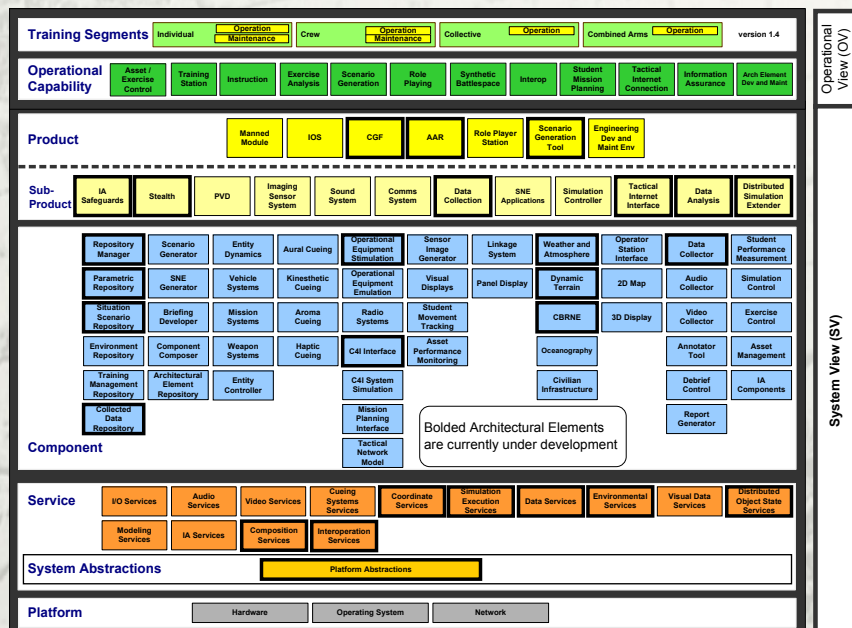 Training Segments
Individual
Operation
Maintenance
Crew
Operation
Maintenance
Collective
Operation
Combined Arms
Operation
version 1.4
Operational
View (OV)
Operational
Capability
Asset /
Exercise
Control
Training
Station
Instruction
Exercise
Analysis
Scenario
Generation
Role
Playing
Synthetic
Battlespace
Interop
Student
Mission
Planning
Tactical
Internet
Connection
Information
Assurance
Arch Element
Dev and Maint
Product
Manned
Module
IOS
CGF
AAR
Role Player
Station
Scenario
Generation
Tool
Engineering
Dev and
Maint Env
Sub-
Product
IA
Safeguards
Stealth
PVD
Imaging
Sensor
System
Sound
System
Comms
System
Data
Collection
SNE
Applications
Simulation
Controller
Tactical
Internet
Interface
Data
Analysis
Distributed
Simulation
Extender
Repository
Manager
Scenario
Generator
Entity
Dynamics
Aural Cueing
Operational
Equipment
Stimulation
Sensor
Image
Generator
Linkage
System
Weather and
Atmosphere
Operator
Station
Interface
Data
Collector
Student
Performance
Measurement
Parametric
Repository
SNE
Generator
Vehicle
Systems
Kinesthetic
Cueing
Operational
Equipment
Emulation
Visual
Displays
Panel Display
Dynamic
Terrain
2D Map
Audio
Collector
Simulation
Control
Situation
Scenario
Repository
Briefing
Developer
Mission
Systems
Aroma
Cueing
Radio
Systems
Student
Movement
Tracking
CBRNE
3D Display
Video
Collector
Exercise
Control
Environment
Repository
Component
Composer
Weapon
Systems
Haptic
Cueing
C4I Interface
Asset
Performance
Monitoring
Oceanography
Annotator
Tool
Asset
Management
Training
Management
Repository
Architectural
Element
Repository
Entity
Controller
C4I System
Simulation
Civilian
Infrastructure
Debrief
Control
IA
Components
Collected
Data
Repository
Mission
Planning
Interface
Report
Generator
Tactical
Network
Model
Bolded Architectural Elements
are currently under development
Component
System View (SV)
Service
I/O Services
Audio
Services
Video Services
Cueing
Systems
Services
Coordinate
Services
Simulation
Execution
Services
Data Services
Environmental
Services
Visual Data
Services
Distributed
Object State
Services
Modeling
Services
IA Services
Composition
Services
Interoperation
Services
System Abstractions
Platform Abstractions
Platform
Hardware
Operating System
Network